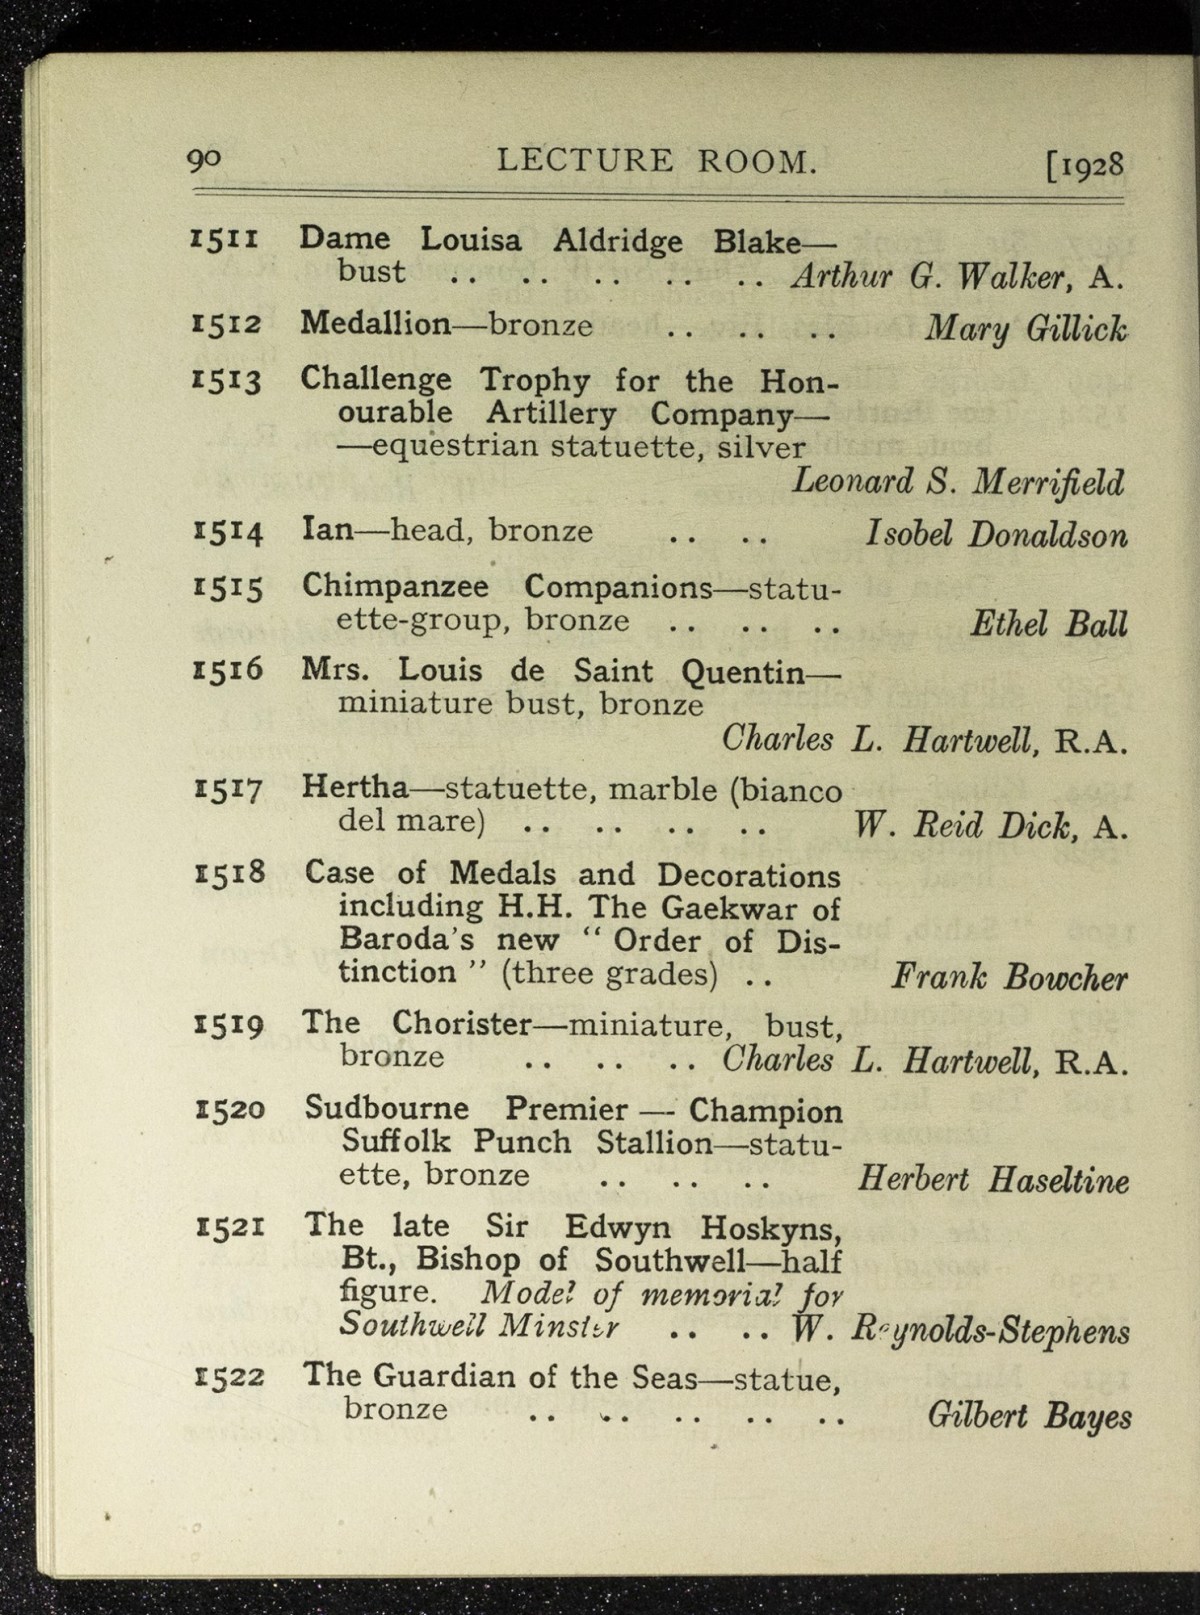 90 LECTURE ROOM. [1928
1511 Dame Louisa Aldridge Blake—
bust .. .. .. .. .. Arthur G. Walker, A.
1512 Medallion—bronze .. .. .. Mary Gillick
1513 Challenge Trophy for the Hon-
ourable Artillery Company—
—equestrian statuette, silver
Leonard S. Merrifield
1514 Ian—head, bronze .. .. Isobel Donaldson
1515 Chimpanzee Companions—statu-
ette-group, bronze .. .. .. Ethel Ball
1516 Mrs. Louis de Saint Quentin—
miniature bust, bronze
Charles L. Hartwell, R.A.
1517 Hertha—statuette, marble (bianco
del mare) .. .. .. .. W. Reid Dick, A.
1518 Case of Medals and Decorations
including H.H. The Gaekwar of
Baroda's new “ Order of Dis-
tinction ” (three grades) .. Frank Bowcher
1519 The Chorister—miniature, bust,
bronze .. .. .. Charles L. Hartwell, R.A.
1520 Sudbourne Premier — Champion
Suffolk Punch Stallion—statu-
ette, bronze .. .. .. Herbert Haseltine
1521 The late Sir Edwyn Hoskyns,
Bt., Bishop of Southwell—half
figure. Model of memorial for
Southwell Minster .. .. W. Reynolds-Stephens
1522 The Guardian of the Seas—statue,
bronze .. .. .. .. .. Gilbert Bayes